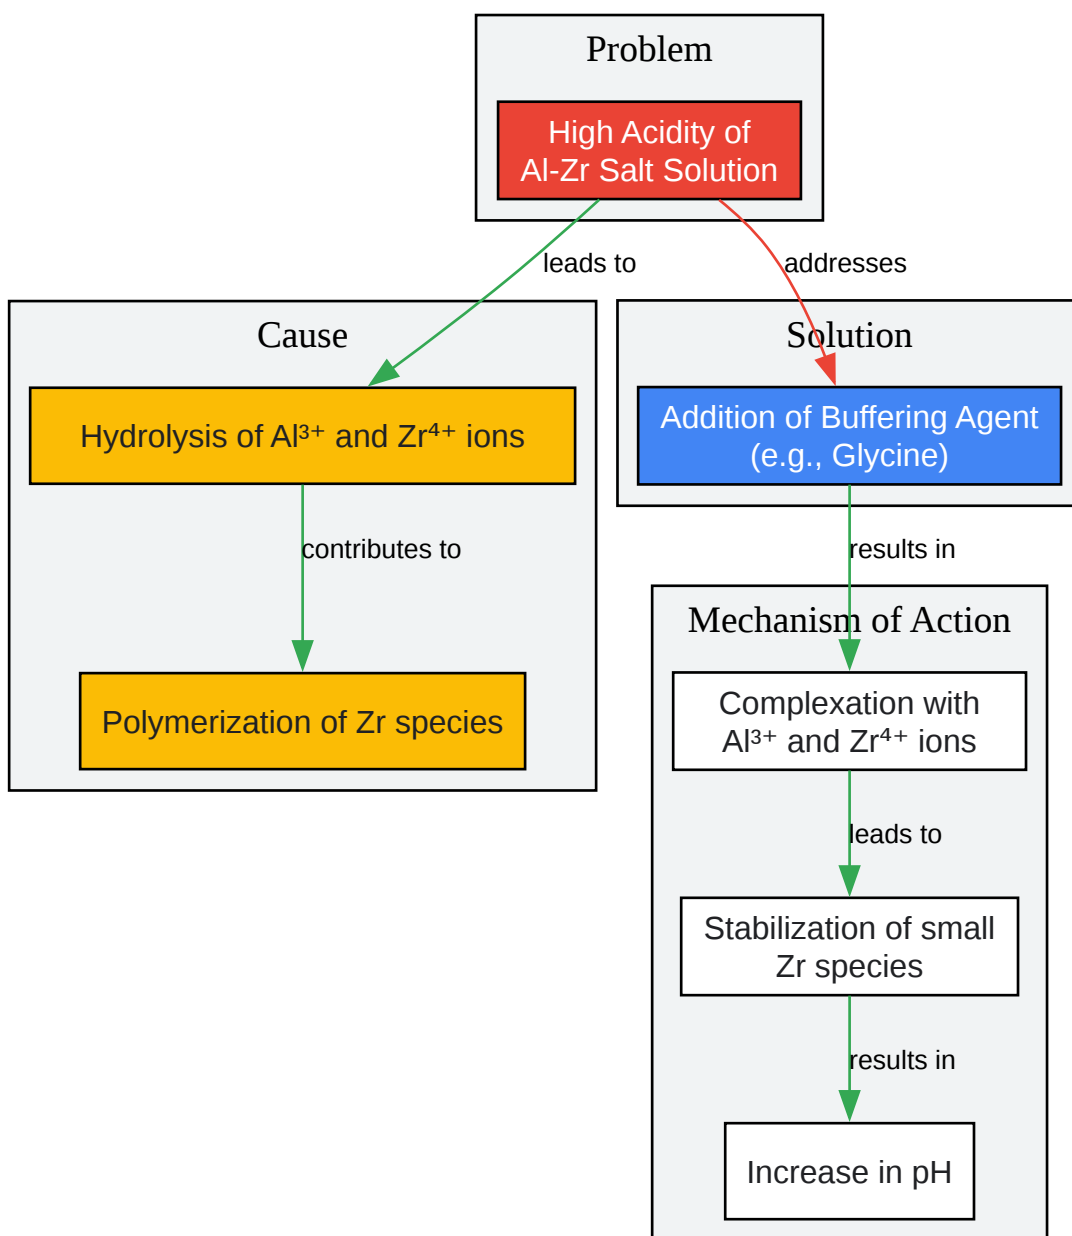 Problem
High Acidity of
Al-Zr Salt Solution
leads to
addresses
Cause
Hydrolysis of Al³⁺ and Zr⁴⁺ ions
contributes to
Polymerization of Zr species
Solution
Addition of Buffering Agent
(e.g., Glycine)
results in
Mechanism of Action
Complexation with
Al³⁺ and Zr⁴⁺ ions
leads to
Stabilization of small
Zr species
results in
Increase in pH